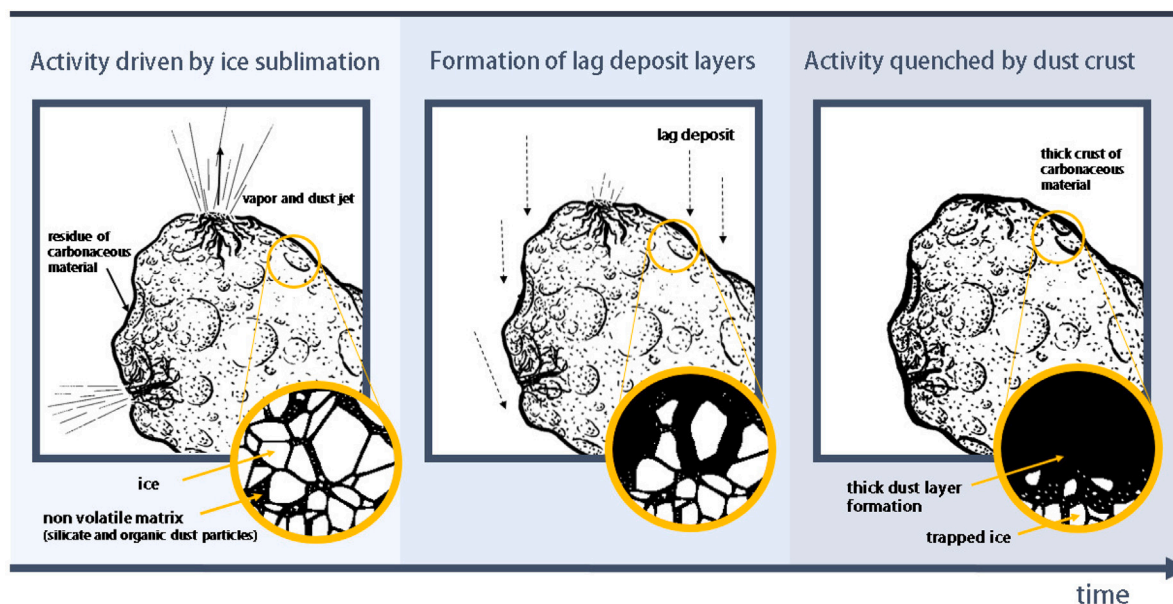 Activity driven by ice sublimation
Formation of lag deposit layers
Activity quenched by dust crust
vapor and dust jet
residue of
carbonaceous
material
ice
non volatile matrix
(silicate and organic dust particles)
lag deposit
thick crust of
carbonaceous
material
thick dust layer
formation
trapped ice
time